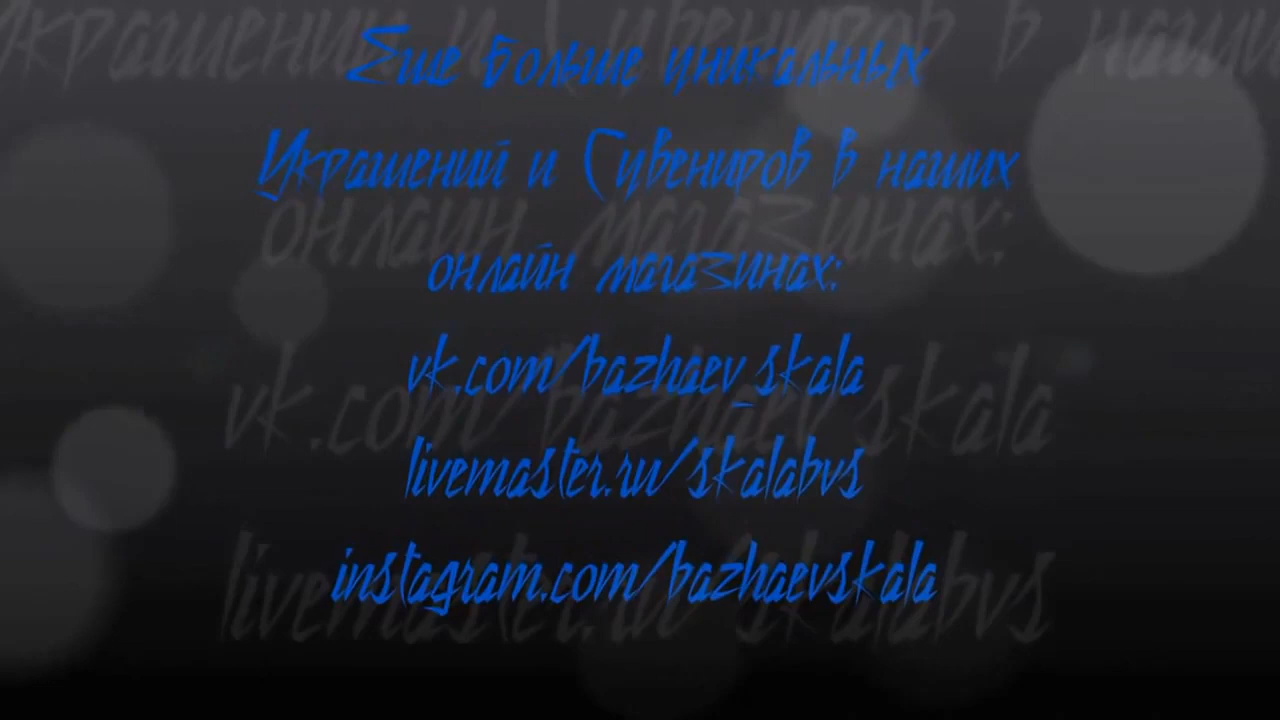 Еще больше уникальных
Украшений и Сувениров в наших
онлайн магазинах:
vk.com/bazhaev_skala
livemaster.ru/skalabvs
instagram.com/bazhaevskala